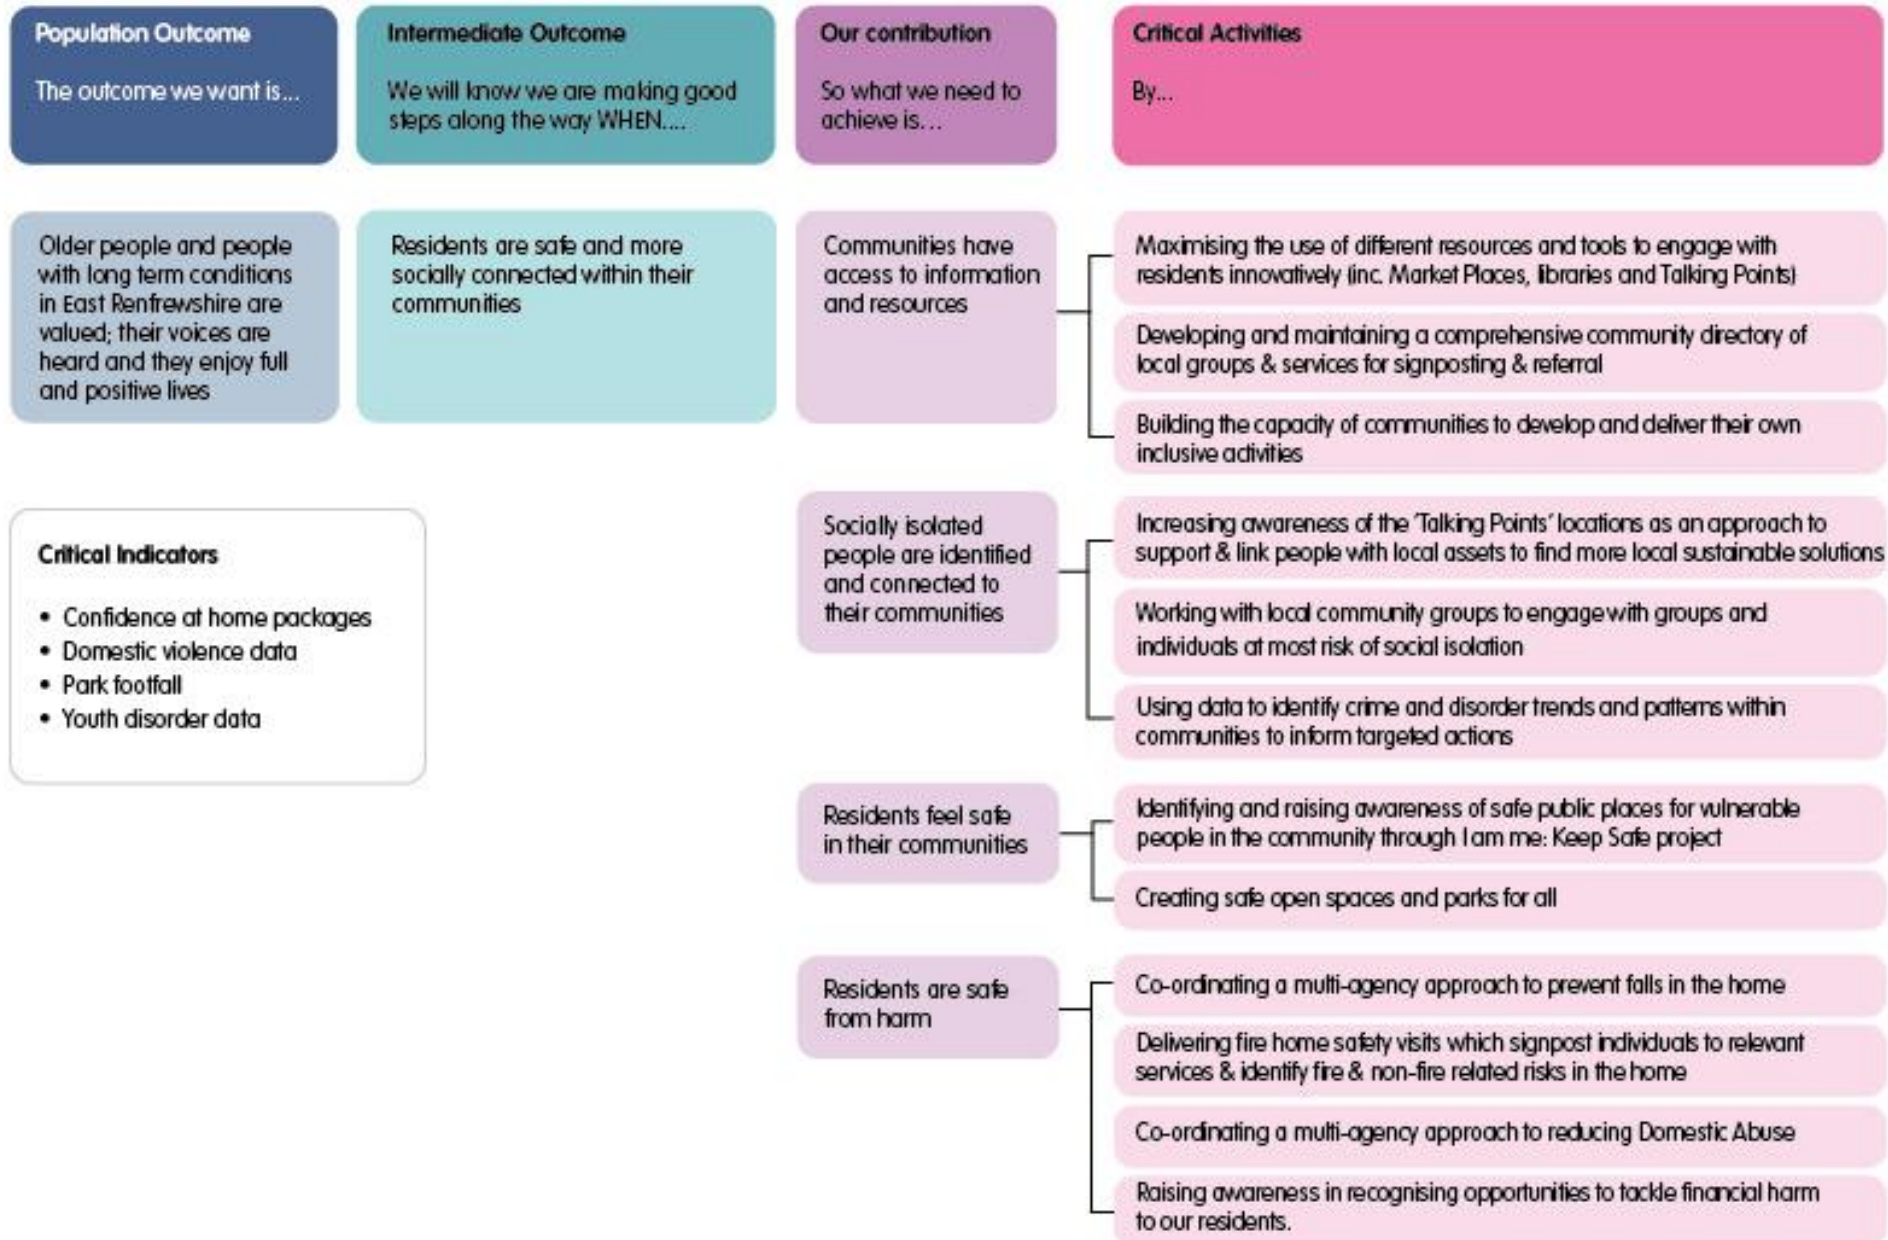 Population Outcome
The outcome we want is...
Intermediate Outcome
We will know we are making good
steps along the way WHEN....
Our contribution
So what we need to
achieve is...
Critical Activities
By...
Older people and people
with long term conditions
in East Renfrewshire are
valued; their voices are
heard and they enjoy full
and positive lives
Residents are safe and more
socially connected within their
communities
Communities have
access to information
and resources
Maximising the use of different resources and tools to engage with
residents innovatively (inc. Market Places, libraries and Talking Points)
Developing and maintaining a comprehensive community directory of
local groups & services for signposting & referral
Building the capacity of communities to develop and deliver their own
inclusive activities
Critical Indicators
• Confidence at home packages
• Domestic violence data
• Park footfall
• Youth disorder data
Socially isolated
people are identified
and connected to
their communities
Increasing awareness of the 'Talking Points' locations as an approach to
support & link people with local assets to find more local sustainable solutions
Working with local community groups to engage with groups and
individuals at most risk of social isolation
Using data to identify crime and disorder trends and patterns within
communities to inform targeted actions
Residents feel safe
in their communities
Identifying and raising awareness of safe public places for vulnerable
people in the community through I am me: Keep Safe project
Creating safe open spaces and parks for all
Residents are safe
from harm
Co-ordinating a multi-agency approach to prevent falls in the home
Delivering fire home safety visits which signpost individuals to relevant
services & identify fire & non-fire related risks in the home
Co-ordinating a multi-agency approach to reducing Domestic Abuse
Raising awareness in recognising opportunities to tackle financial harm
to our residents.